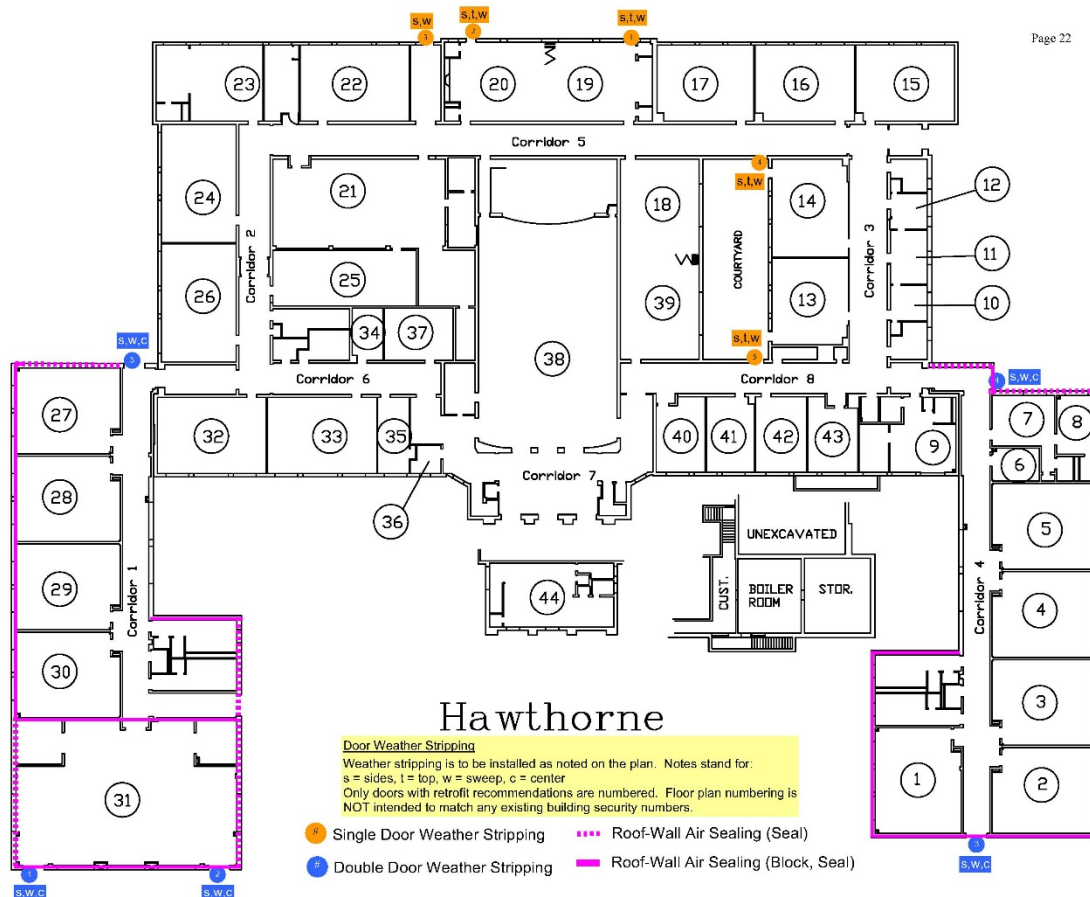 Page 22
s,w
3
s,t,w
2
s,t,w
1
23
22
20
19
17
16
15
Corridor 5
4
s,t,w
24
21
18
14
12
Corridor 2
COURTYARD
Corridor 3
11
26
25
39
13
10
34
37
38
s,t,w
5
s,w,c
Corridor 6
Corridor 8
s,w,c
27
32
33
35
40
41
42
43
9
7
8
6
36
Corridor 7
28
UNEXCAVATED
5
29
Corridor 1
44
CUST.
BOILER
ROOM
STOR.
Corridor 4
4
30
3
31
1
2
Hawthorne
Door Weather Stripping
Weather stripping is to be installed as noted on the plan. Notes stand for:
s = sides, t = top, w = sweep, c = center
Only doors with retrofit recommendations are numbered. Floor plan numbering is
NOT intended to match any existing building security numbers.
# Single Door Weather Stripping
Roof-Wall Air Sealing (Seal)
# Double Door Weather Stripping
Roof-Wall Air Sealing (Block, Seal)
1
s,w,c
2
s,w,c
3
s,w,c